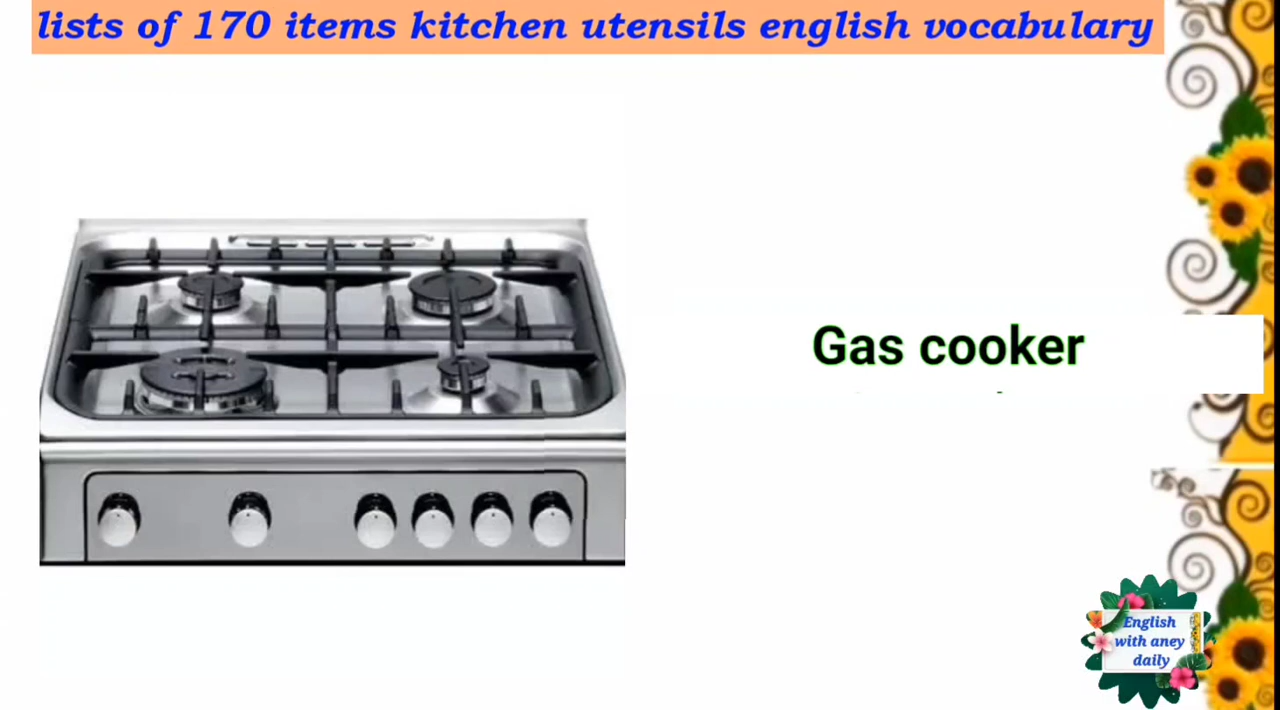 lists of 170 items kitchen utensils english vocabulary
Gas cooker
English
with aney
daily